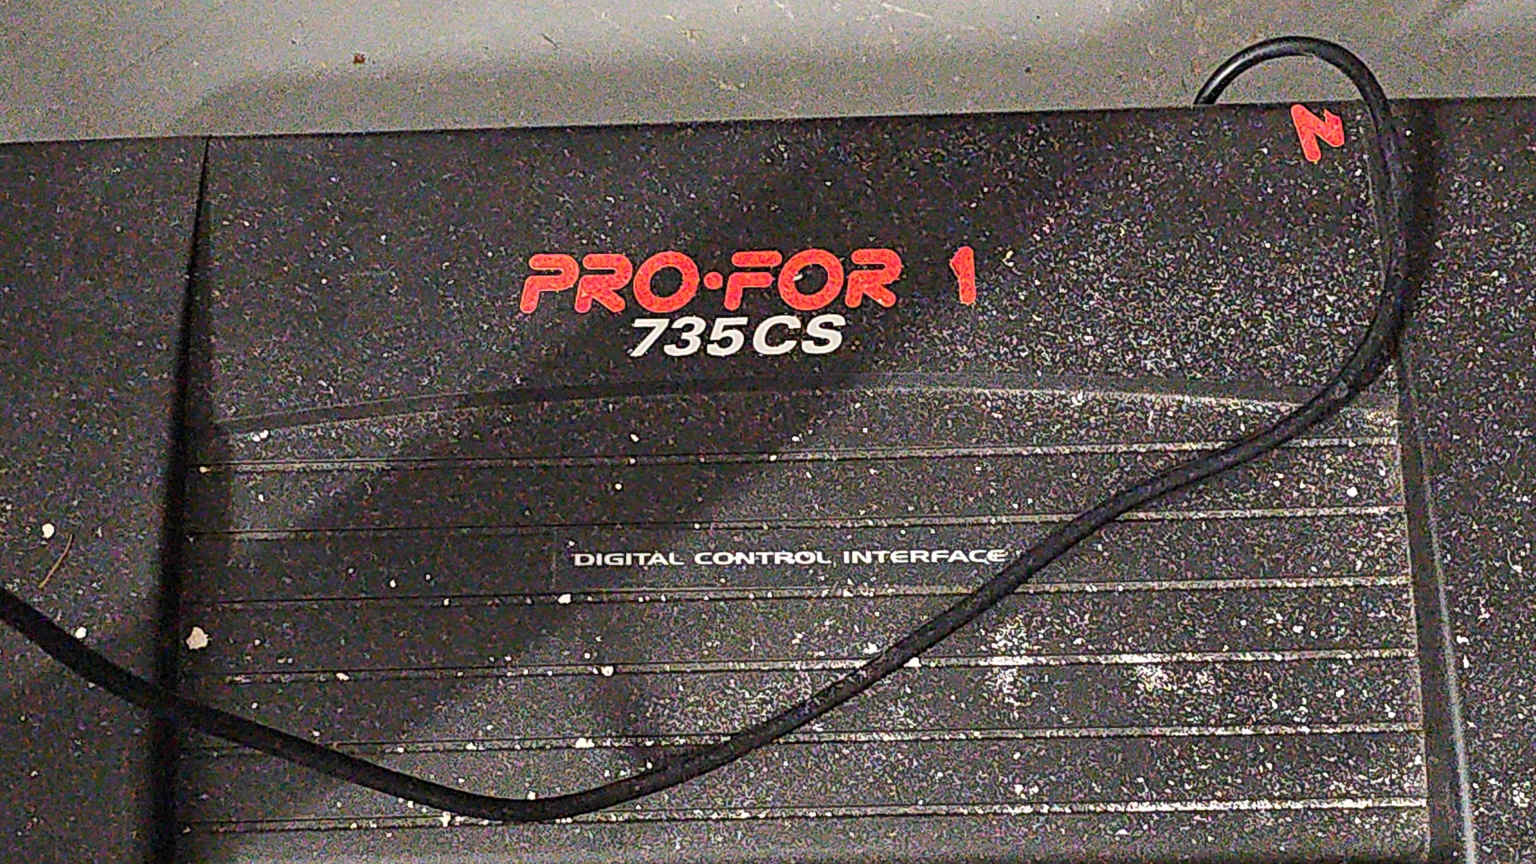 N
PRO·FOR 1
735CS
DIGITAL CONTROL INTERFACE